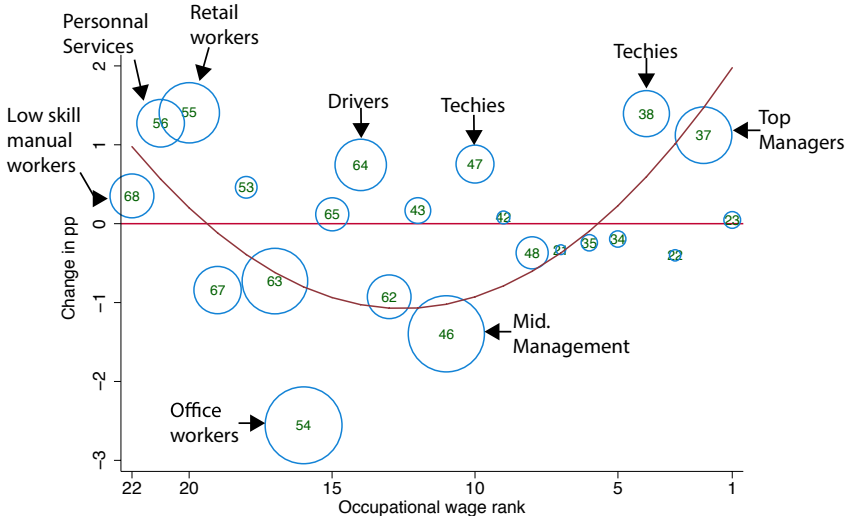 Personnal
Services
Retail
workers
Techies
Drivers
Techies
Top
Managers
Low skill
manual
workers
Mid.
Management
Office
workers
56
55
38
37
64
47
68
53
65
43
42
23
48
21
35
34
22
67
63
62
46
54
Change in pp
2
1
0
−1
−2
−3
22
20
15
10
5
1
Occupational wage rank